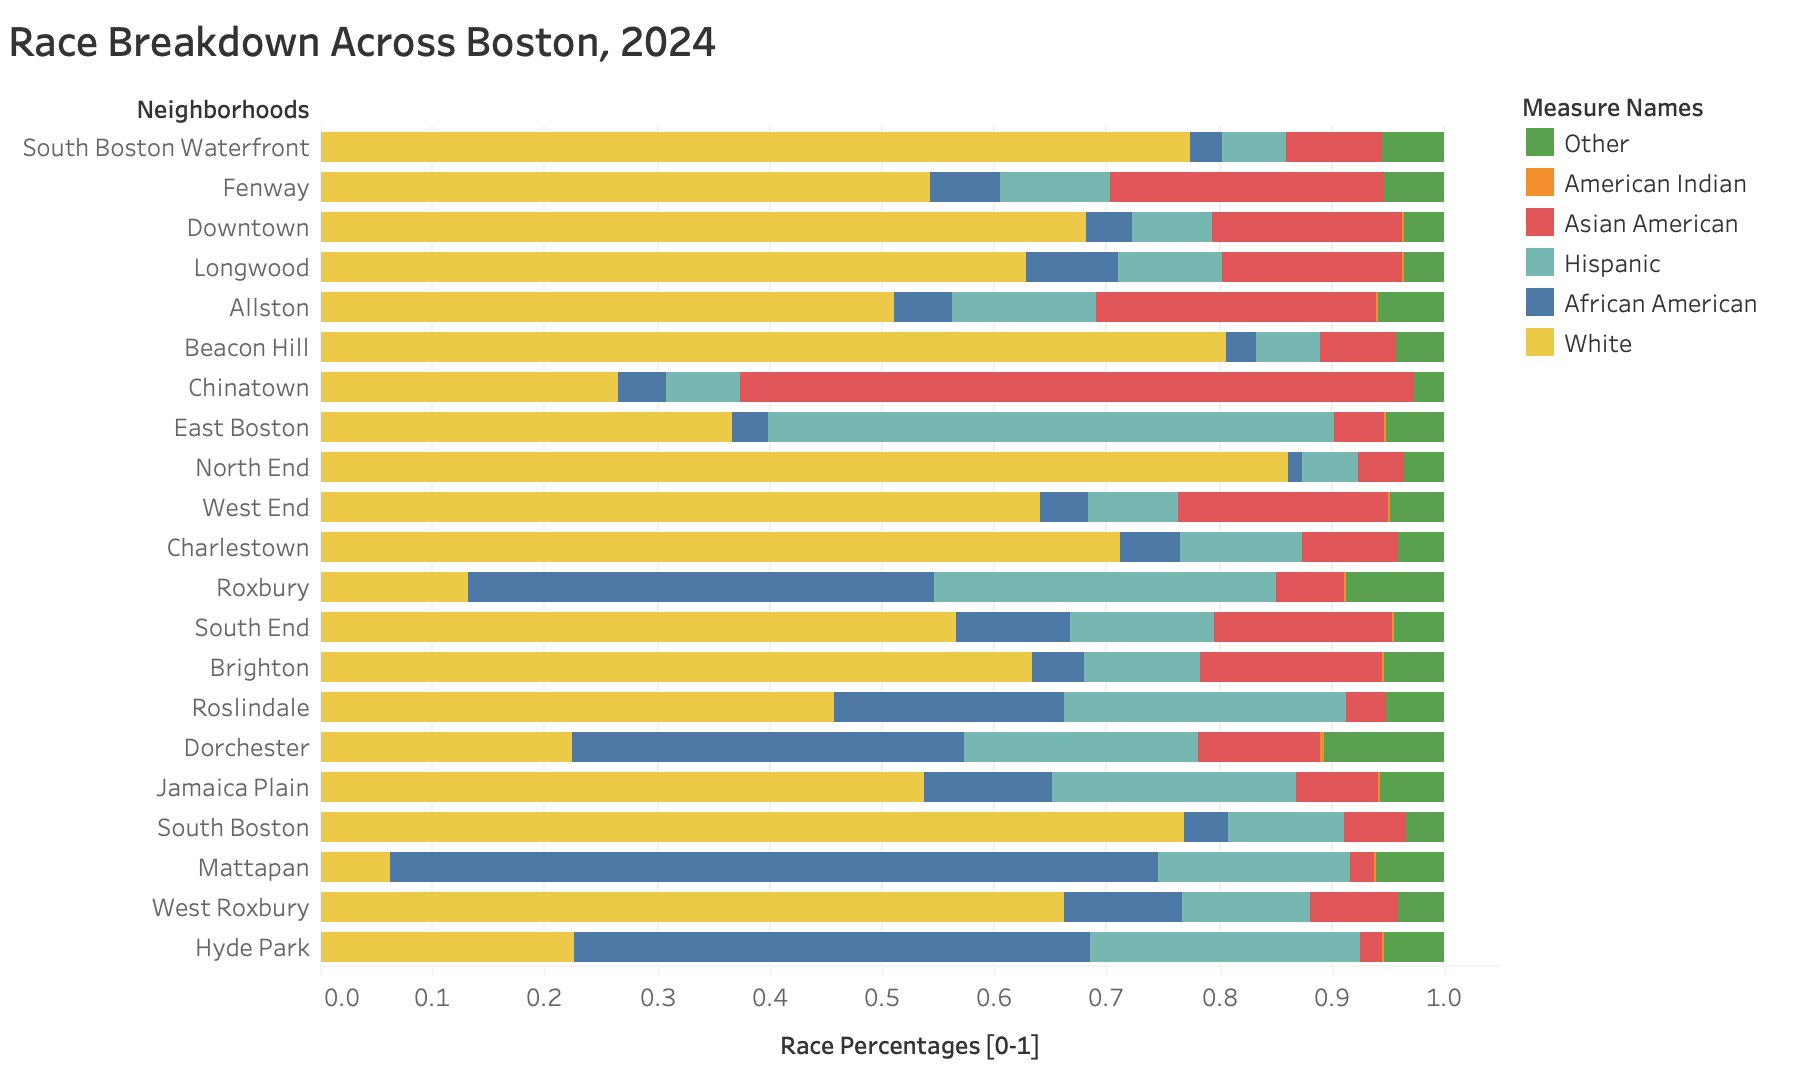 Race Breakdown Across Boston, 2024
Neighborhoods
South Boston Waterfront
Fenway
Downtown
Longwood
Allston
Beacon Hill
Chinatown
East Boston
North End
West End
Charlestown
Roxbury
South End
Brighton
Roslindale
Dorchester
Jamaica Plain
South Boston
Mattapan
West Roxbury
Hyde Park
0.0 0.1 0.2 0.3 0.4 0.5 0.6 0.7 0.8 0.9 1.0
Race Percentages [0-1]
Measure Names
Other
American Indian
Asian American
Hispanic
African American
White